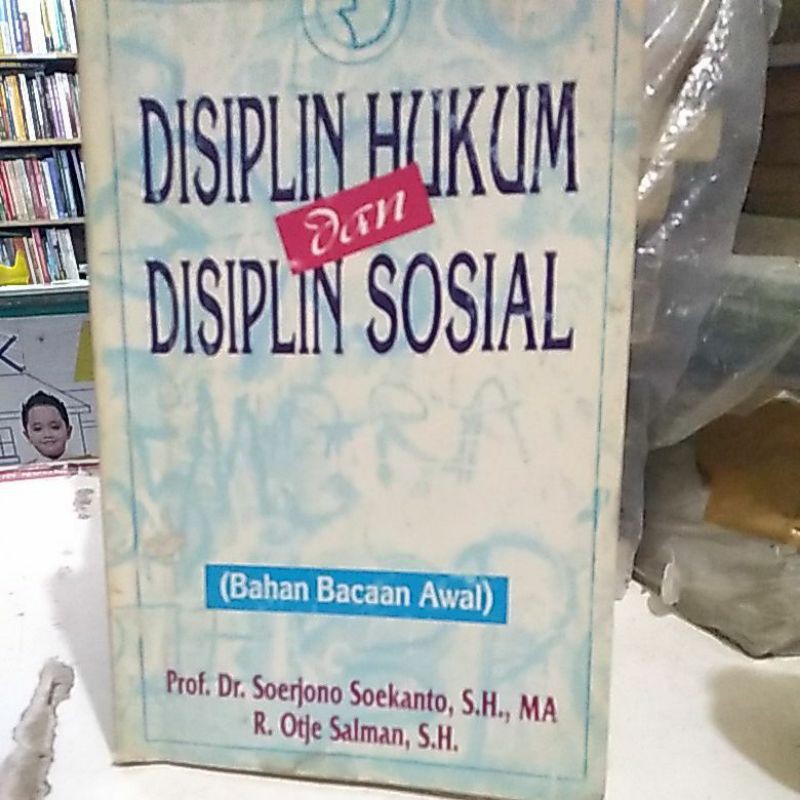 DISIPLIN HUKUM
dan
DISIPLIN SOSIAL
(Bahan Bacaan Awal)
Prof. Dr. Soerjono Soekanto, S.H., MA
R. Otje Salman, S.H.